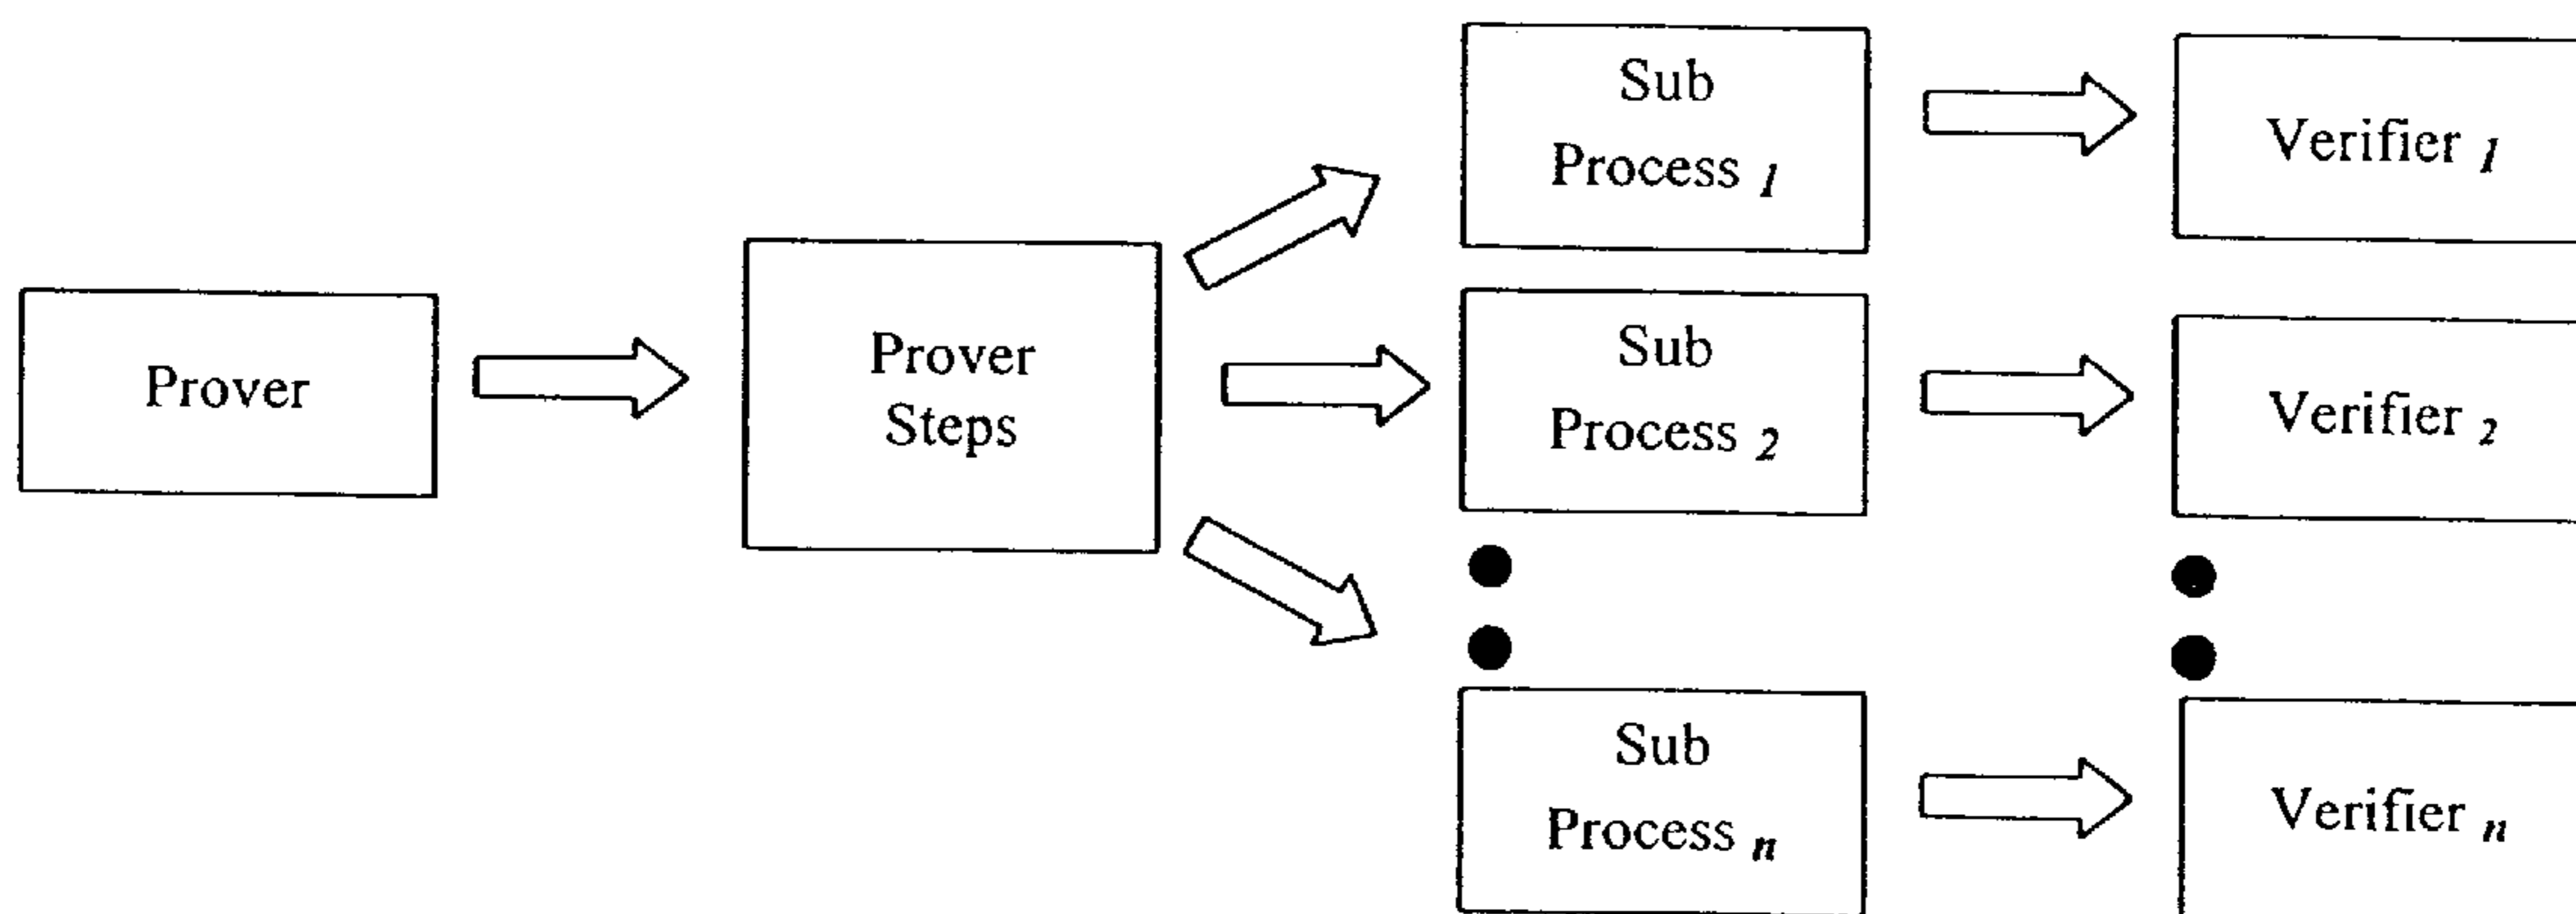 Prover
Prover
Steps
Sub
Process 1
Verifier 1
Sub
Process 2
Verifier 2
Sub
Process n
Verifier n